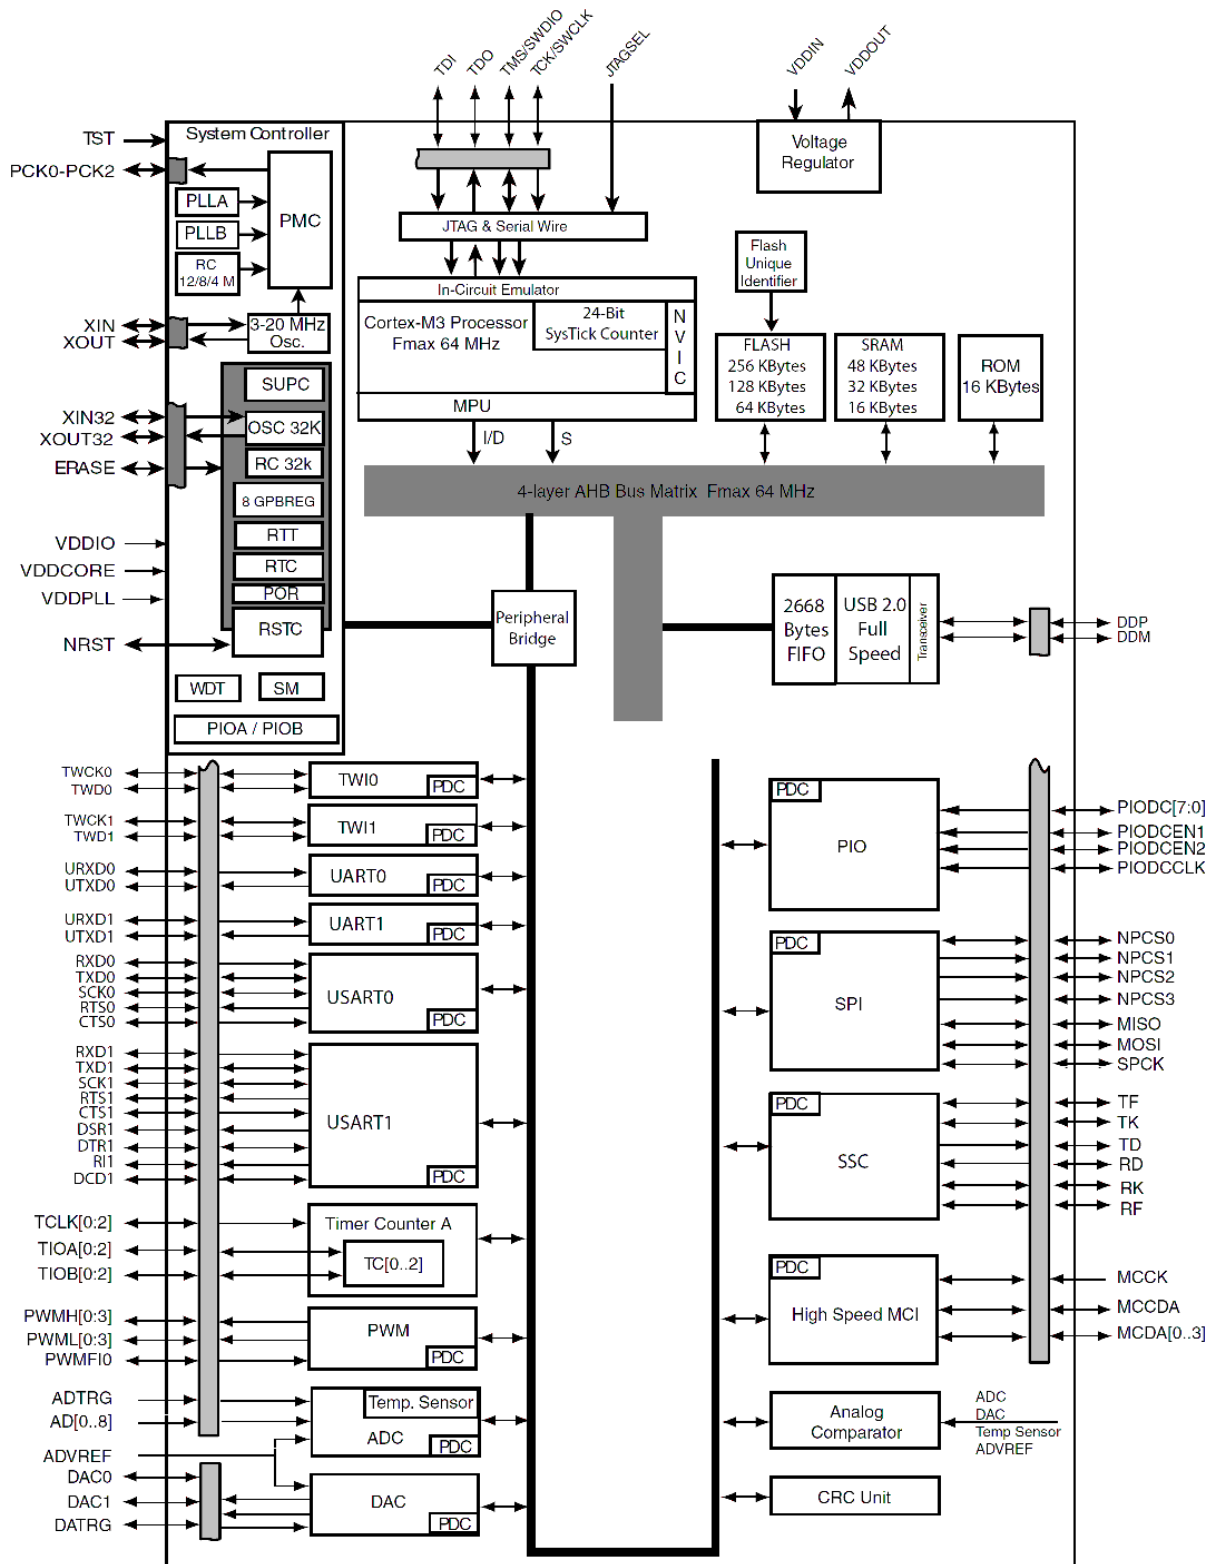 TDI
TDO
TMS/SWDIO
TCK/SWCLK
JTAGSEL
VDDIN
VDDOUT
TST
PCK0-PCK2
System Controller
PLLA
PLLB
RC
12/8/4 M
PMC
XIN
XOUT
3-20 MHz
Osc.
SUPC
XIN32
XOUT32
ERASE
OSC 32K
RC 32k
8 GPBREG
RTT
RTC
POR
RSTC
VDDIO
VDDCORE
VDDPLL
NRST
WDT
SM
PIOA / PIOB
Voltage
Regulator
JTAG & Serial Wire
In-Circuit Emulator
Cortex-M3 Processor
Fmax 64 MHz
24-Bit
SysTick Counter
N
V
I
C
MPU
I/D
S
Flash
Unique
Identifier
FLASH
256 KBytes
128 KBytes
64 KBytes
SRAM
48 KBytes
32 KBytes
16 KBytes
ROM
16 KBytes
4-layer AHB Bus Matrix Fmax 64 MHz
Peripheral
Bridge
2668
Bytes
FIFO
USB 2.0
Full
Speed
Transceiver
DDP
DDM
TWCK0
TWD0
TWI0
PDC
TWCK1
TWD1
TWI1
PDC
URXD0
UTXD0
UART0
PDC
URXD1
UTXD1
UART1
PDC
RXD0
TXD0
SCK0
RTS0
CTS0
USART0
PDC
RXD1
TXD1
SCK1
RTS1
CTS1
DSR1
DTR1
RI1
DCD1
USART1
PDC
TCLK[0:2]
TIOA[0:2]
TIOB[0:2]
Timer Counter A
TC[0..2]
PWMH[0:3]
PWML[0:3]
PWMFI0
PWM
PDC
ADTRG
AD[0..8]
ADVREF
Temp. Sensor
ADC
PDC
DAC0
DAC1
DATRG
DAC
PDC
PDC
PIO
PIODC[7:0]
PIODCEN1
PIODCEN2
PIODCCLK
PDC
SPI
NPCS0
NPCS1
NPCS2
NPCS3
MISO
MOSI
SPCK
PDC
SSC
TF
TK
TD
RD
RK
RF
PDC
High Speed MCI
MCCK
MCCDA
MCDA[0..3]
Analog
Comparator
ADC
DAC
Temp Sensor
ADVREF
CRC Unit